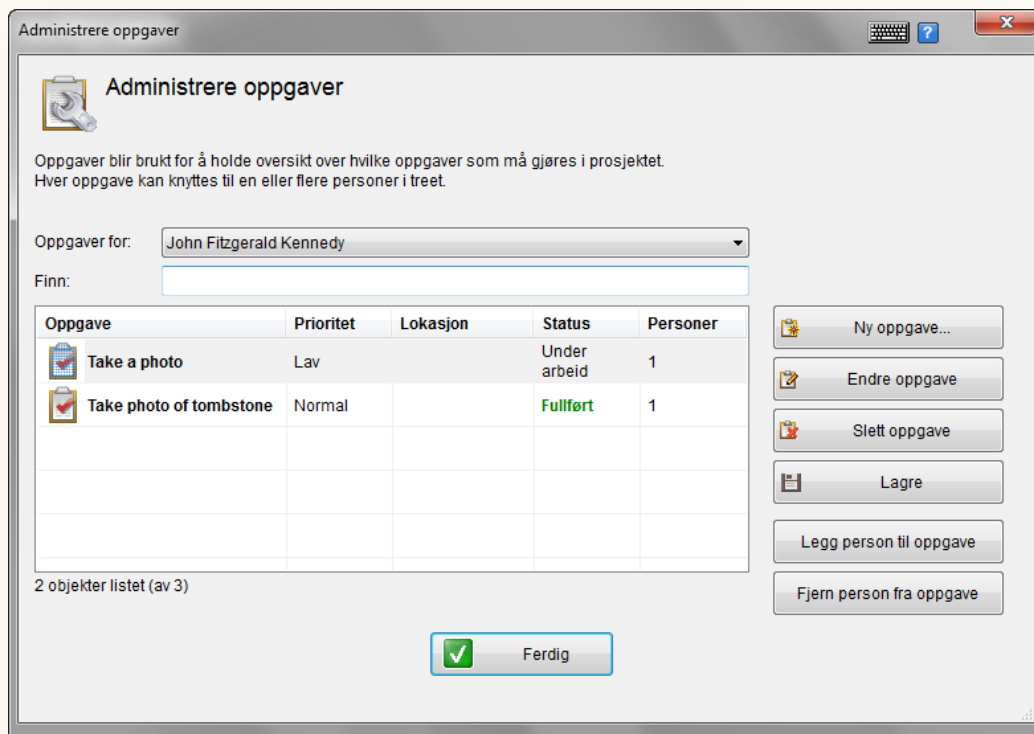 Administrere oppgaver
?
Administrere oppgaver
Oppgaver blir brukt for å holde oversikt over hvilke oppgaver som må gjøres i prosjektet.
Hver oppgave kan knyttes til en eller flere personer i treet.
Oppgaver for: John Fitzgerald Kennedy
Finn:
Oppgave Prioritet Lokasjon Status Personer
Take a photo Lav Under arbeid 1
Take photo of tombstone Normal Fullført 1
2 objekter listet (av 3)
Ny oppgave...
Endre oppgave
Slett oppgave
Lagre
Legg person til oppgave
Fjern person fra oppgave
Ferdig